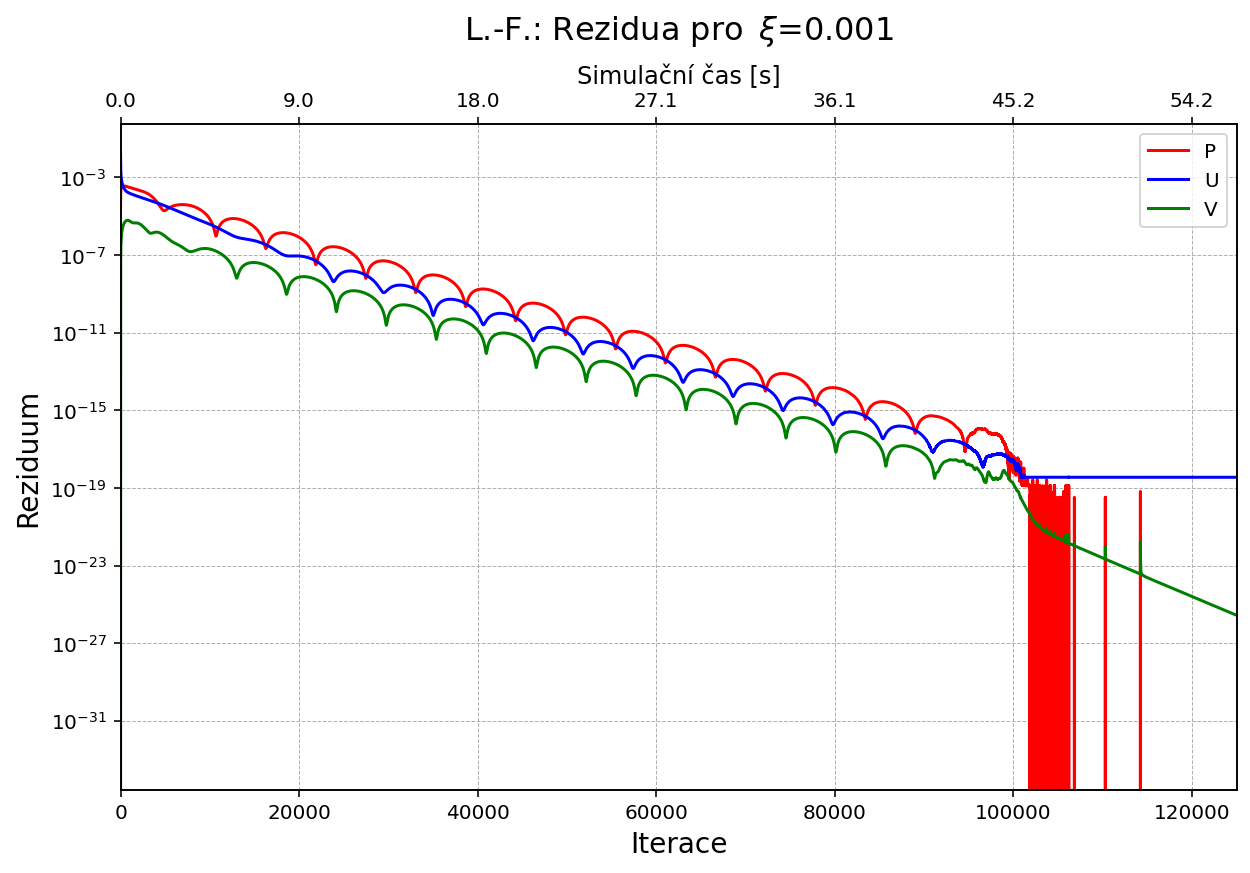 L.-F.: Rezidua pro ξ=0.001
Simulační čas [s]
0.0 9.0 18.0 27.1 36.1 45.2 54.2
P
U
V
10⁻³
10⁻⁷
10⁻¹¹
10⁻¹⁵
10⁻¹⁹
10⁻²³
10⁻²⁷
10⁻³¹
Reziduum
0 20000 40000 60000 80000 100000 120000
Iterace